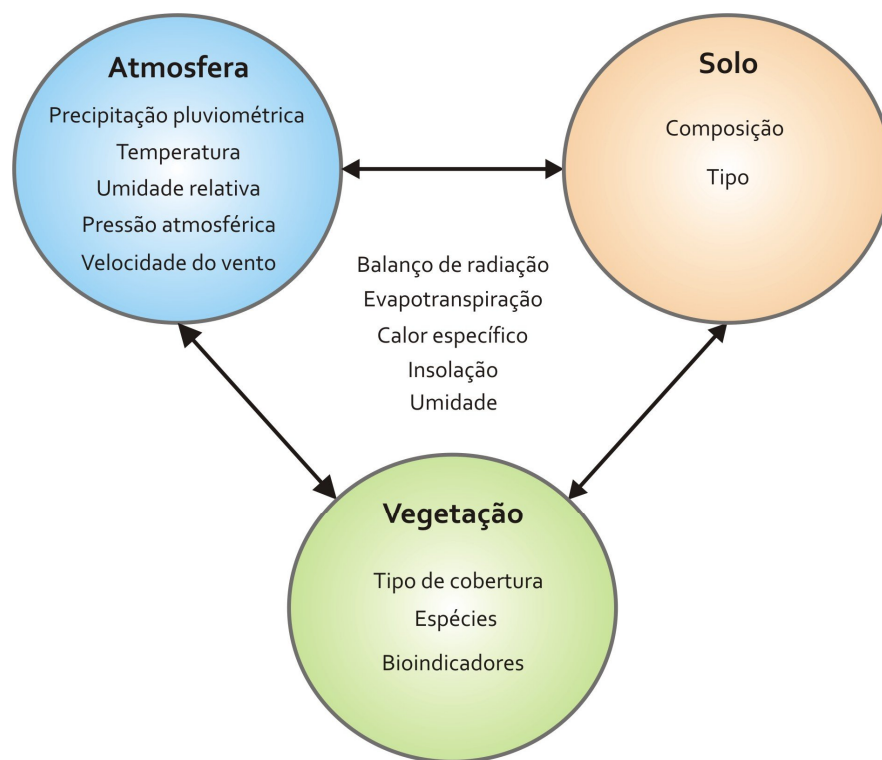 Atmosfera
Precipitação pluviométrica
Temperatura
Umidade relativa
Pressão atmosférica
Velocidade do vento
Solo
Composição
Tipo
Balanço de radiação
Evapotranspiração
Calor específico
Insolação
Umidade
Vegetação
Tipo de cobertura
Espécies
Bioindicadores